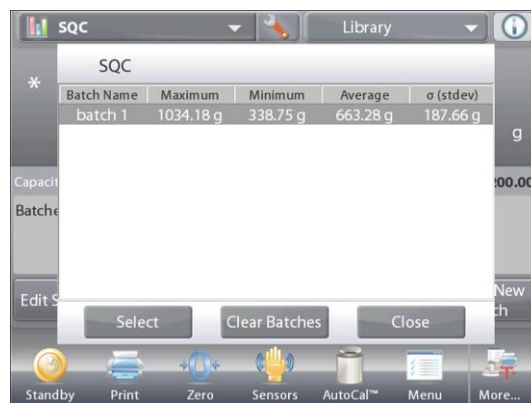 SQC Library
SQC
*
Batch Name Maximum Minimum Average σ (stdev)
batch 1 1034.18 g 338.75 g 663.28 g 187.66 g
g
Capacit 200.00
Batche
Edit S New
ch
Select Clear Batches Close
Standby Print Zero Sensors AutoCal™ Menu More...